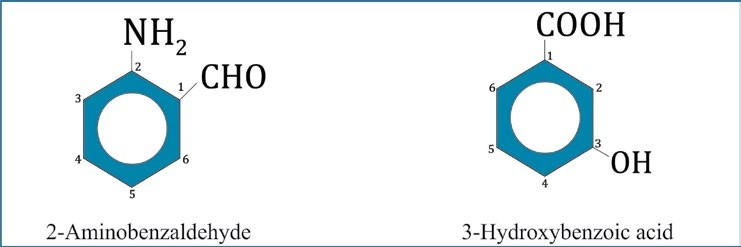 NH₂
2
1 CHO
3
4
6
5
2-Aminobenzaldehyde
COOH
1
6
2
5
3
OH
4
3-Hydroxybenzoic acid